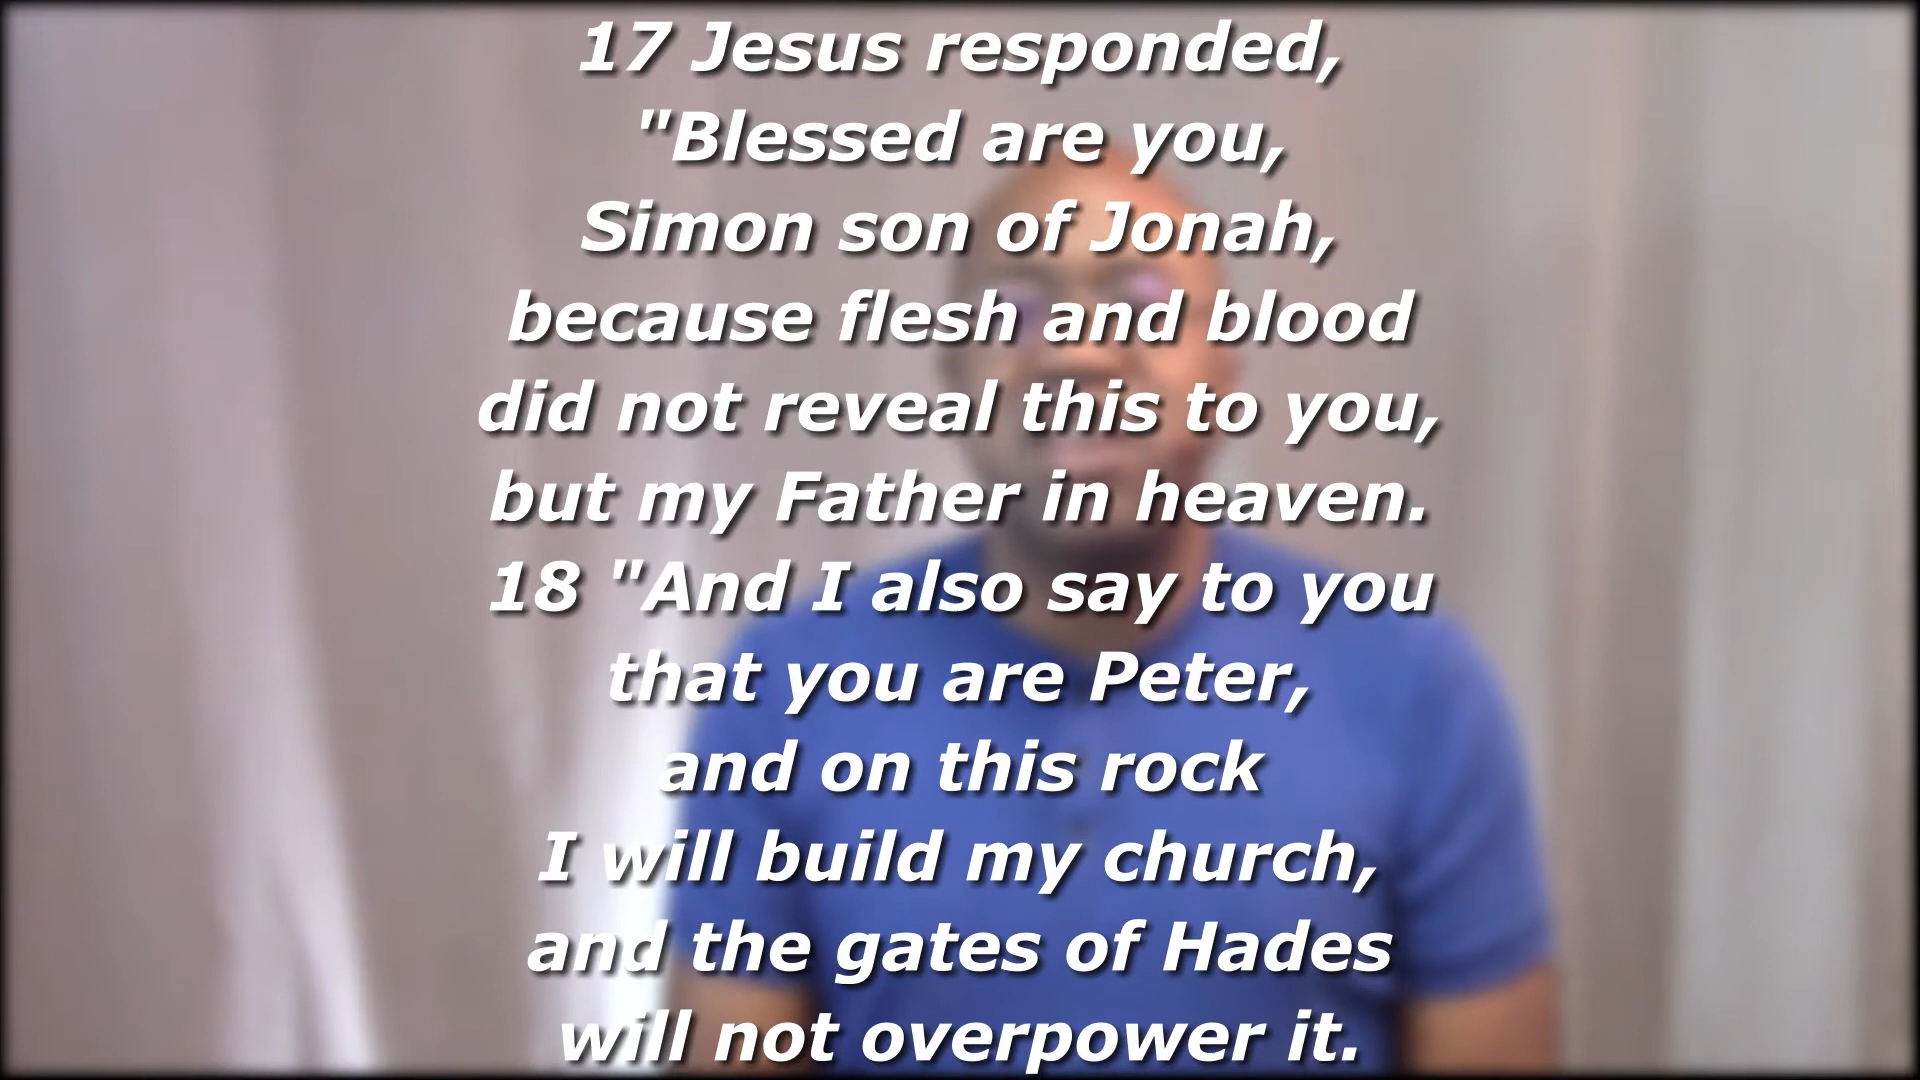 17 Jesus responded,
"Blessed are you,
Simon son of Jonah,
because flesh and blood
did not reveal this to you,
but my Father in heaven.
18 "And I also say to you
that you are Peter,
and on this rock
I will build my church,
and the gates of Hades
will not overpower it.